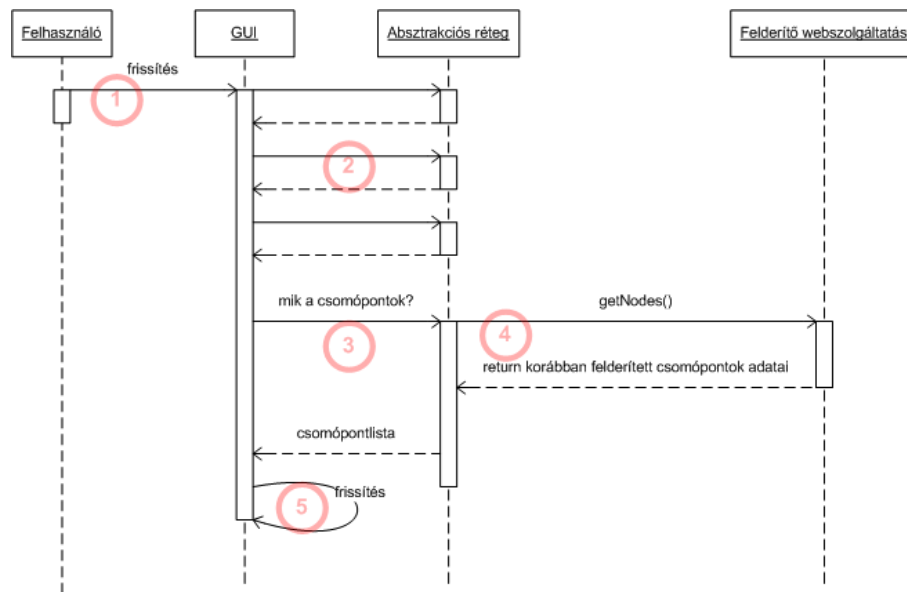 Felhasználó
GUI
Absztrakciós réteg
Felderítő webszolgáltatás
frissítés
1
2
mik a csomópontok?
getNodes()
3
4
return korábban felderített csomópontok adatai
csomópontlista
frissítés
5